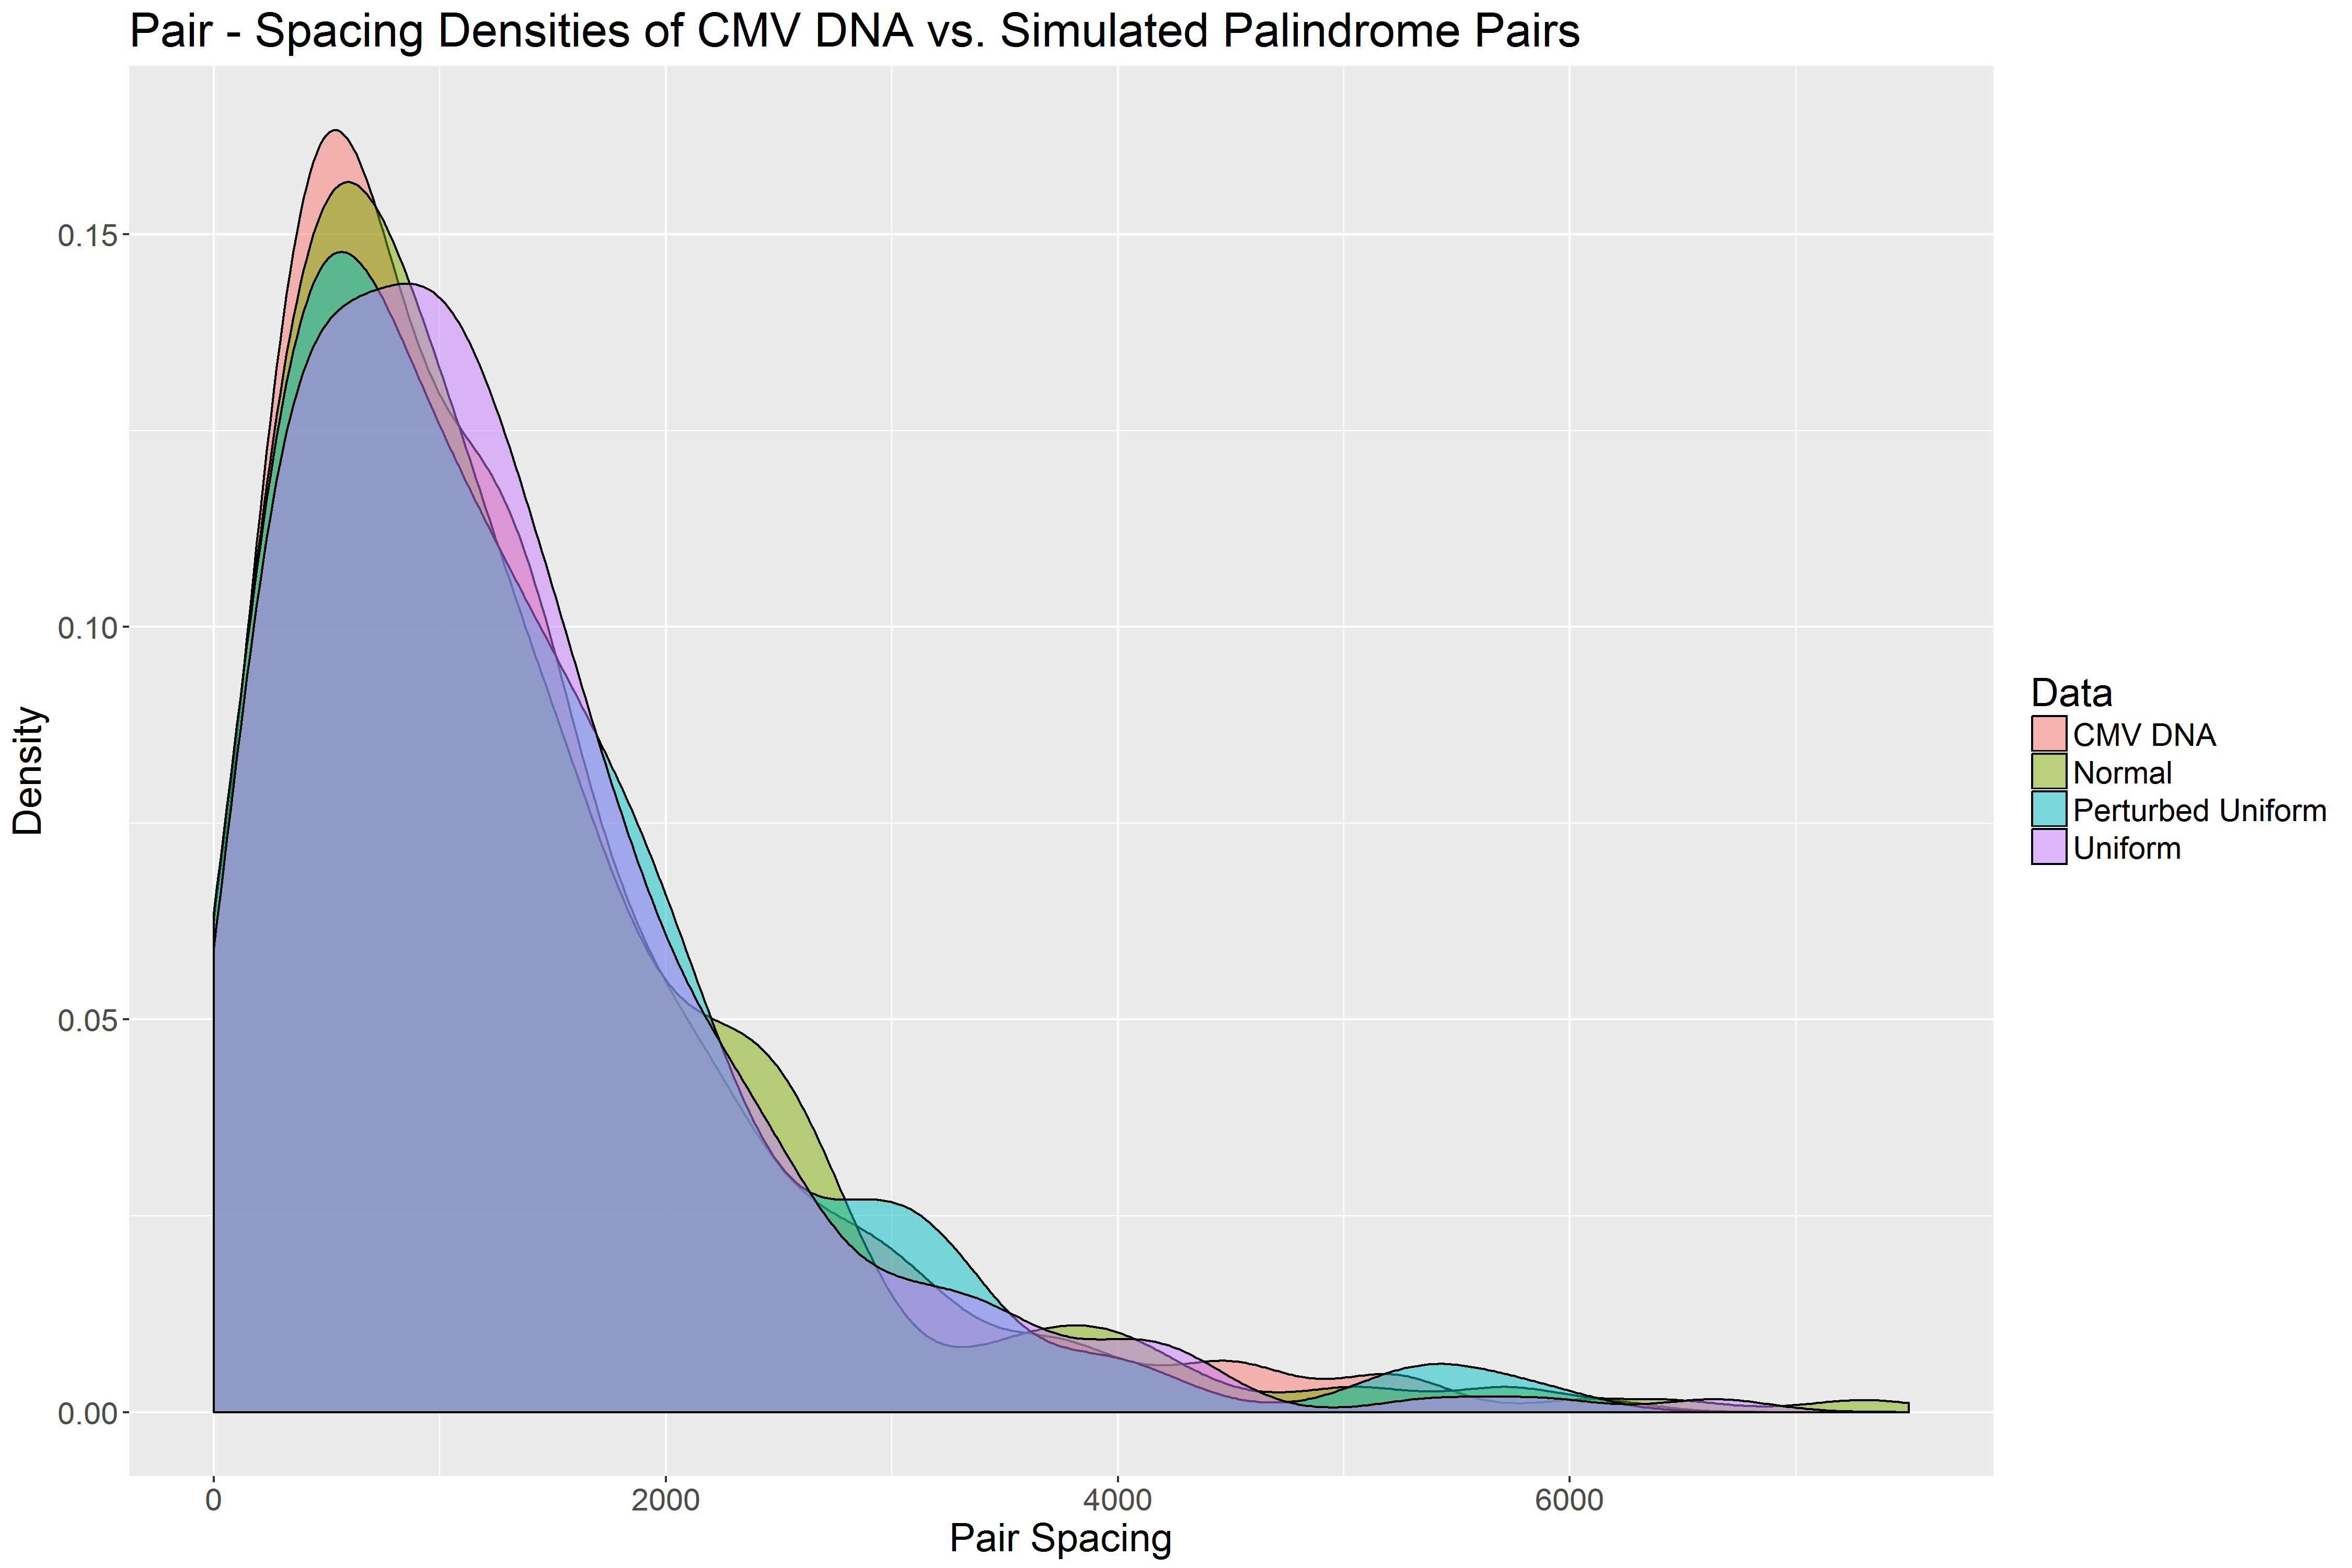 Pair - Spacing Densities of CMV DNA vs. Simulated Palindrome Pairs
0.15
0.10
0.05
0.00
Density
0
2000
4000
6000
Pair Spacing
Data
CMV DNA
Normal
Perturbed Uniform
Uniform